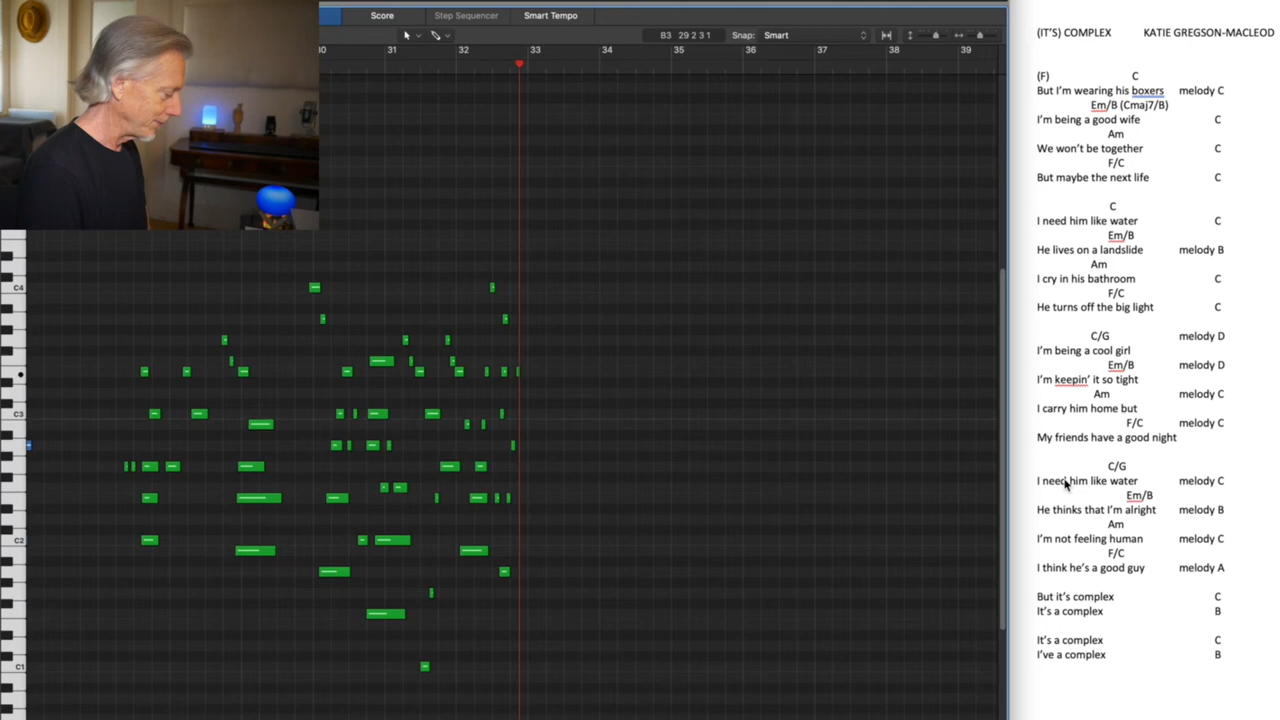 Score Step Sequencer Smart Tempo
B3 29 2 3 1 Snap: Smart
30 31 32 33 34 35 36 37 38 39
C4
C3
C2
C1
(IT'S) COMPLEX KATIE GREGSON-MACLEOD
(F) C
But I'm wearing his boxers melody C
Em/B (Cmaj7/B)
I'm being a good wife C
Am
We won't be together C
F/C
But maybe the next life C
C
I need him like water C
Em/B
He lives on a landslide melody B
Am
I cry in his bathroom C
F/C
He turns off the big light C
C/G melody D
I'm being a cool girl
Em/B melody D
I'm keepin' it so tight
Am melody C
I carry him home but
F/C melody C
My friends have a good night
C/G
I need him like water melody C
Em/B
He thinks that I'm alright melody B
Am
I'm not feeling human melody C
F/C
I think he's a good guy melody A
But it's complex C
It's a complex B
It's a complex C
I've a complex B